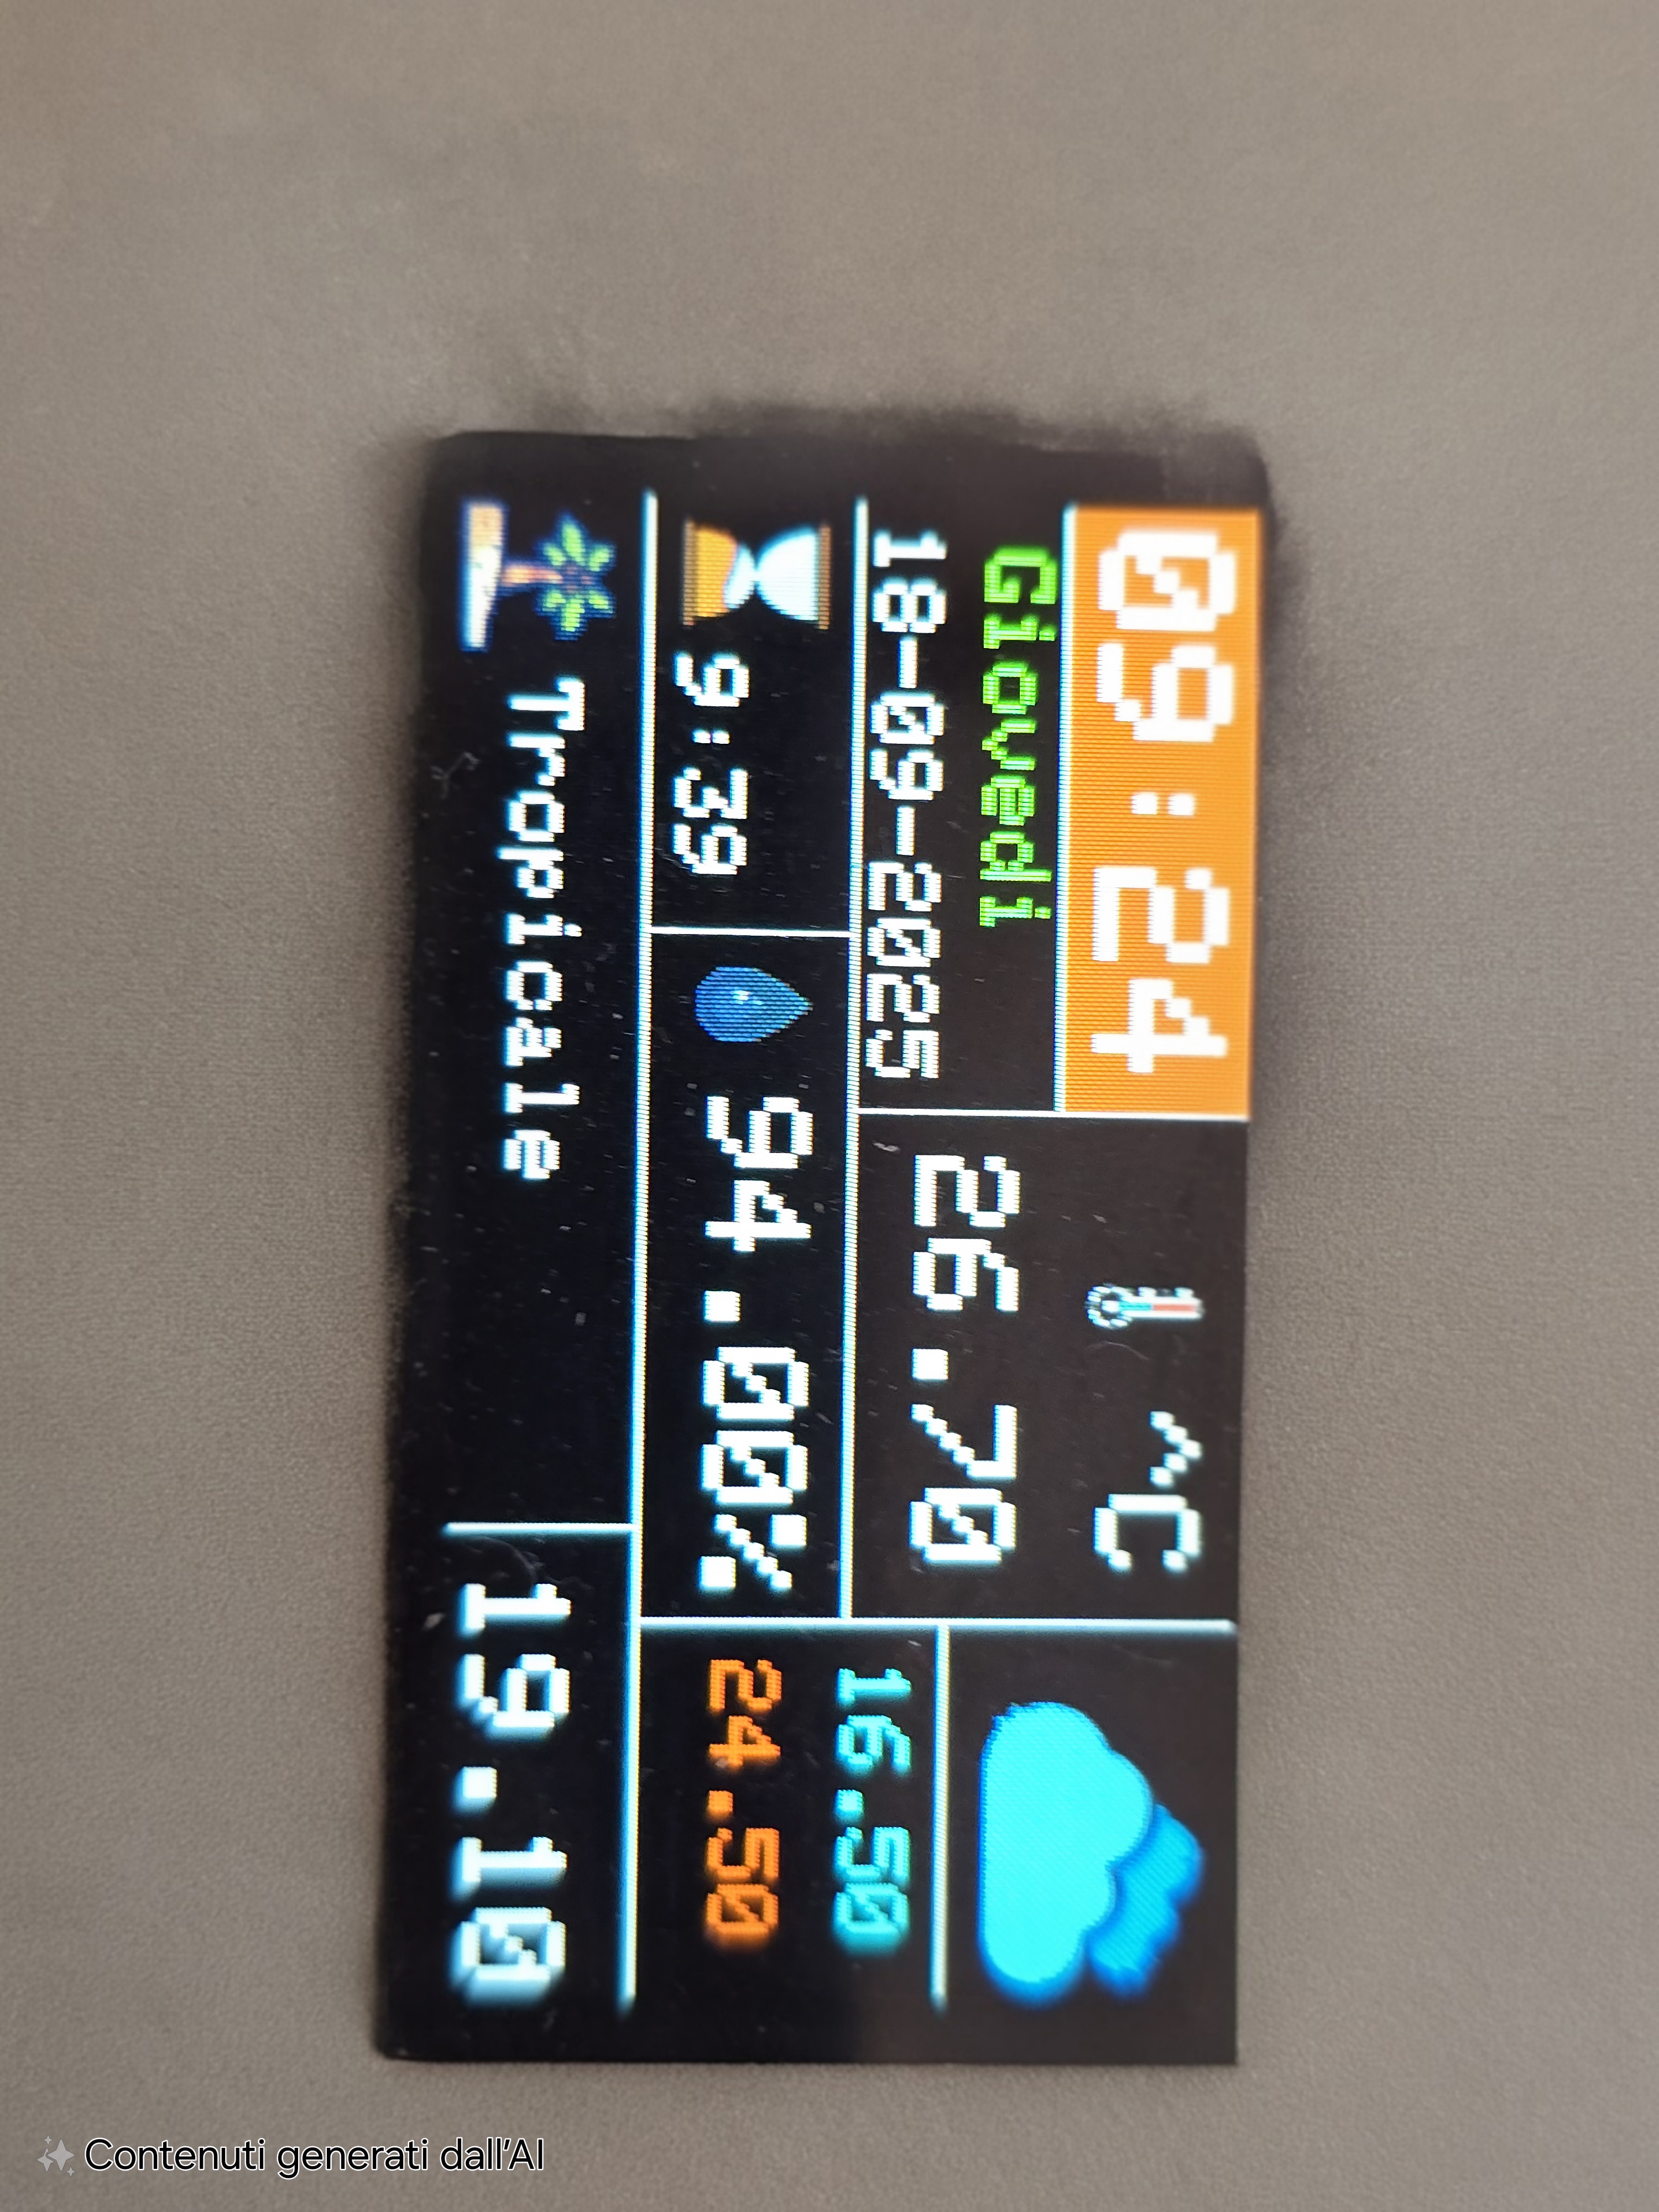 09:24
Giovedi
18-09-2025
~C
26.70
9:39
94.00%
16.50
24.50
Tropicale
19.10
Contenuti generati dall'AI